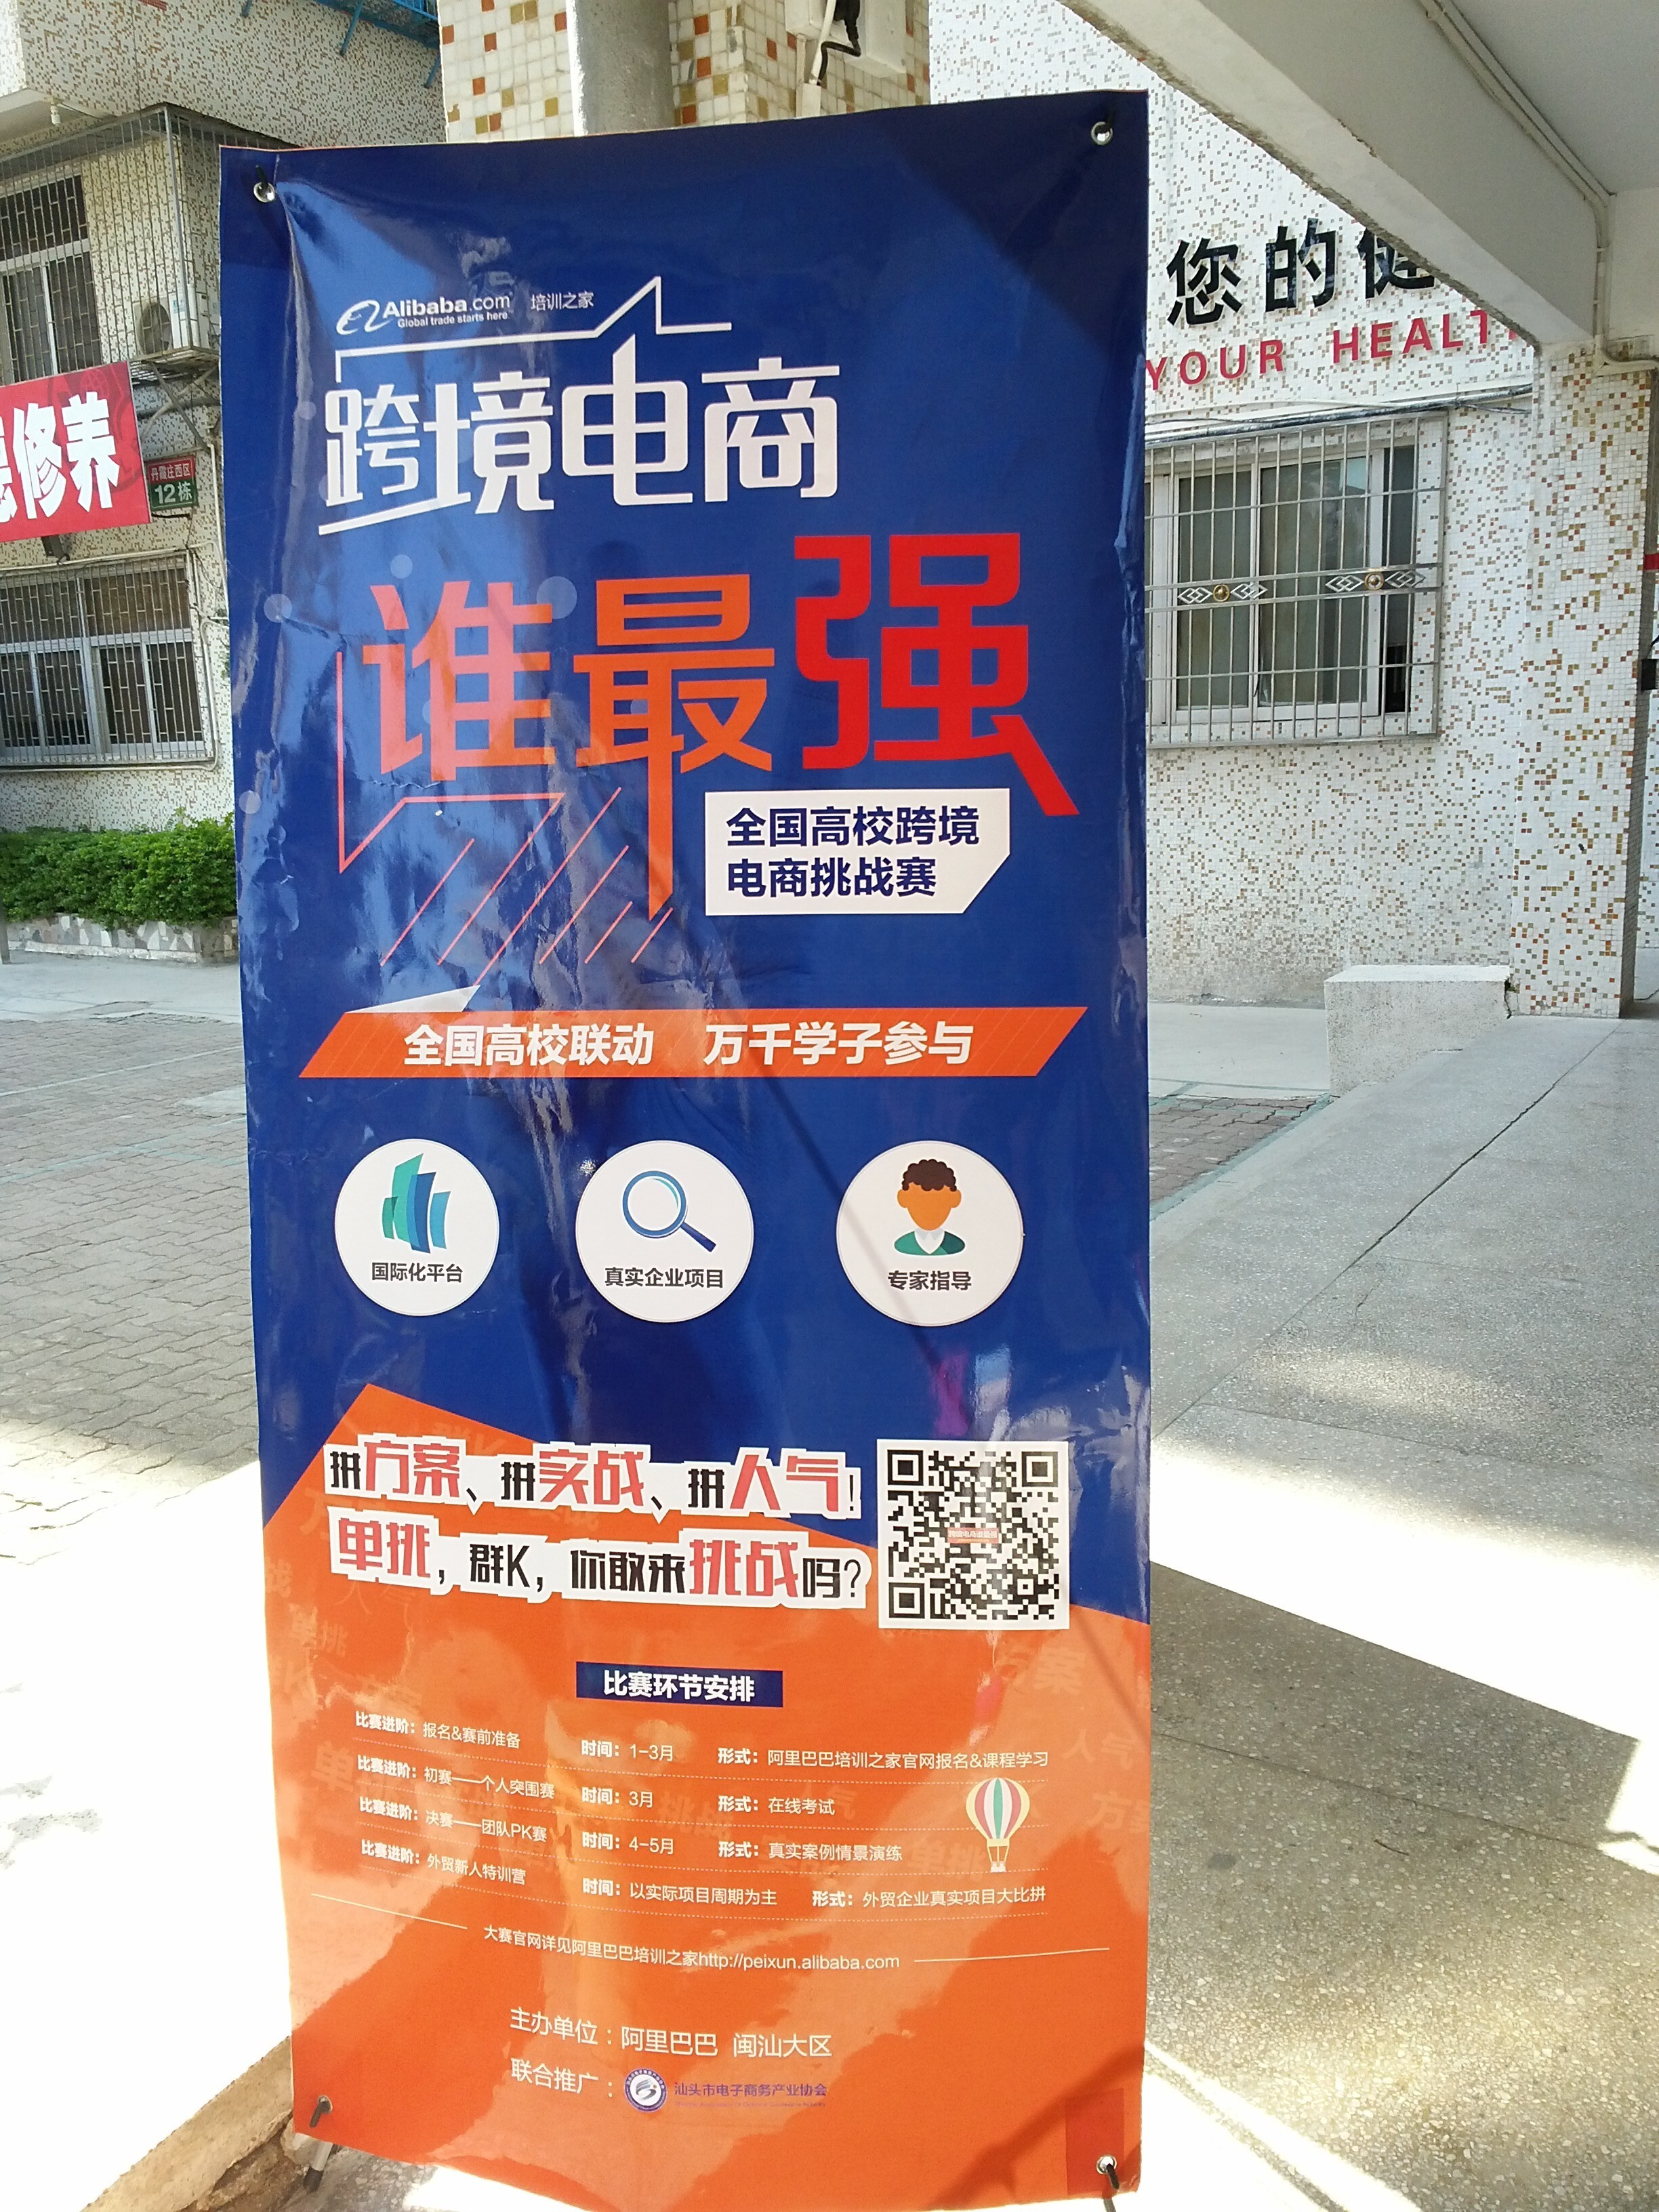 Alibaba.com 培训之家
Global trade starts here
跨境电商
谁最强
全国高校跨境
电商挑战赛
全国高校联动 万千学子参与
国际化平台 真实企业项目 专家指导
拼方案、拼实战、拼人气!
单挑,群K,你敢来挑战吗?
跨境电商谁最强
比赛环节安排
比赛进阶:报名&赛前准备 时间:1-3月 形式:阿里巴巴培训之家官网报名&课程学习
比赛进阶:初赛——个人突围赛 时间:3月 形式:在线考试
比赛进阶:决赛——团队PK赛 时间:4-5月 形式:真实案例情景演练
比赛进阶:外贸新人特训营 时间:以实际项目周期为主 形式:外贸企业真实项目大比拼
大赛官网详见阿里巴巴培训之家http://peixun.alibaba.com
主办单位:阿里巴巴 闽汕大区
联合推广: 汕头市电子商务产业协会
您的健
YOUR HEALT
修养
丹霞庄西区
12栋